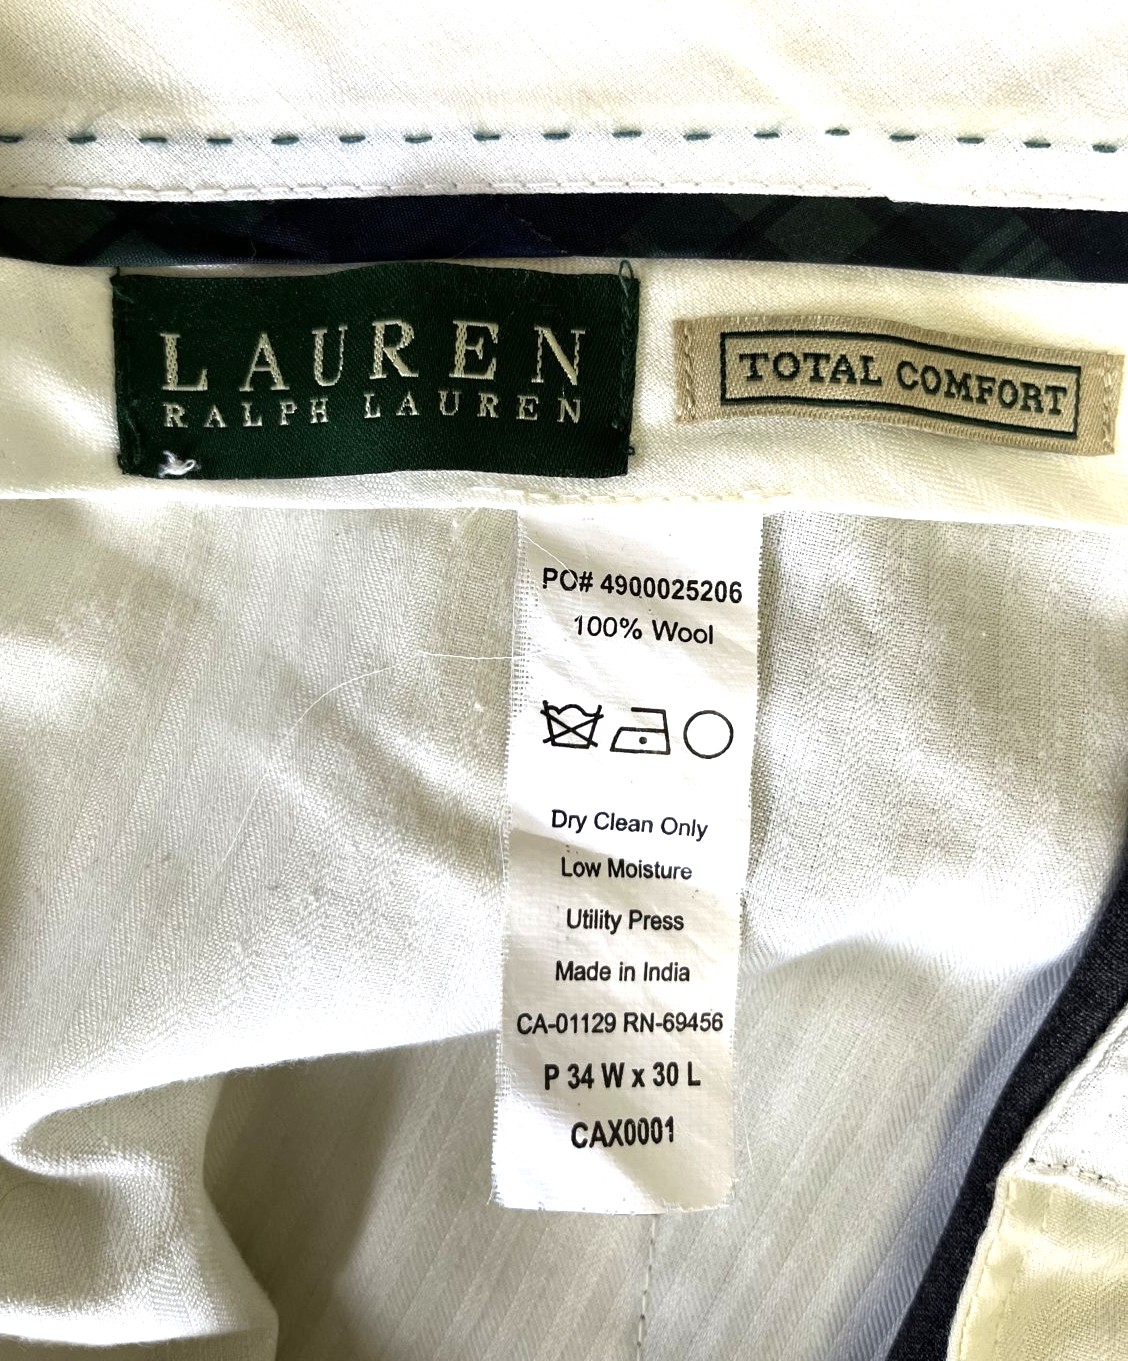 LAUREN
RALPH LAUREN
TOTAL COMFORT
PO# 4900025206
100% Wool
Dry Clean Only
Low Moisture
Utility Press
Made in India
CA-01129 RN-69456
P 34 W x 30 L
CAX0001